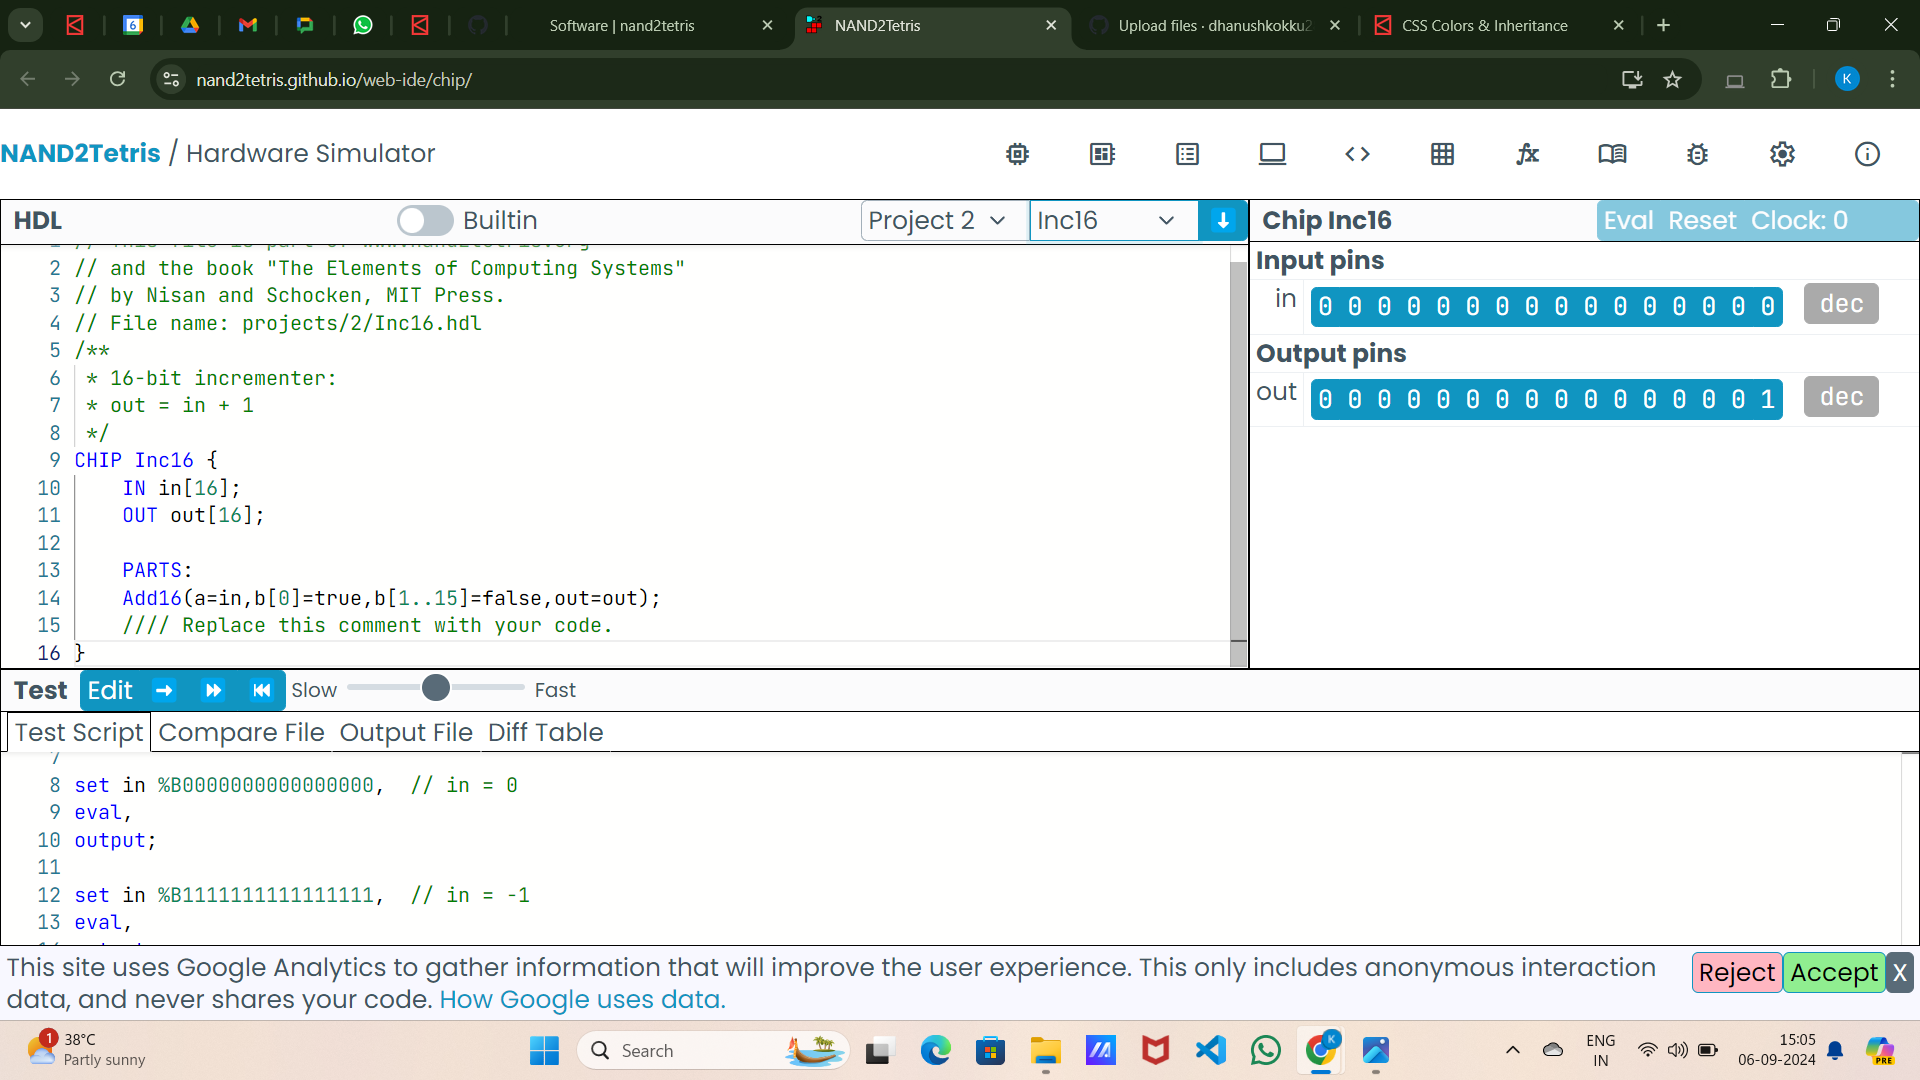 Software | nand2tetris
NAND2Tetris
Upload files · dhanushkokku2
CSS Colors & Inheritance
nand2tetris.github.io/web-ide/chip/
K
NAND2Tetris / Hardware Simulator
HDL
Builtin
Project 2
Inc16
Chip Inc16
Eval Reset Clock: 0
2 // and the book "The Elements of Computing Systems"
3 // by Nisan and Schocken, MIT Press.
4 // File name: projects/2/Inc16.hdl
5 /**
6 * 16-bit incrementer:
7 * out = in + 1
8 */
9 CHIP Inc16 {
10 IN in[16];
11 OUT out[16];
12
13 PARTS:
14 Add16(a=in,b[0]=true,b[1..15]=false,out=out);
15 //// Replace this comment with your code.
16 }
Input pins
in 0 0 0 0 0 0 0 0 0 0 0 0 0 0 0 0 dec
Output pins
out 0 0 0 0 0 0 0 0 0 0 0 0 0 0 0 1 dec
Test Edit Slow Fast
Test Script Compare File Output File Diff Table
7
8 set in %B0000000000000000, // in = 0
9 eval,
10 output;
11
12 set in %B1111111111111111, // in = -1
13 eval,
This site uses Google Analytics to gather information that will improve the user experience. This only includes anonymous interaction
data, and never shares your code. How Google uses data.
Reject Accept X
1
38°C
Partly sunny
Search
K
ENG
IN
15:05
06-09-2024
PRE